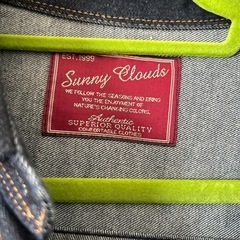 EST.1999
Sunny Clouds
WE FOLLOW THE SEASONS AND BRING
YOU THE ENJOYMENT OF
NATURE'S CHANGING COLORS.
Authentic
SUPERIOR QUALITY
COMFORTABLE CLOTHES